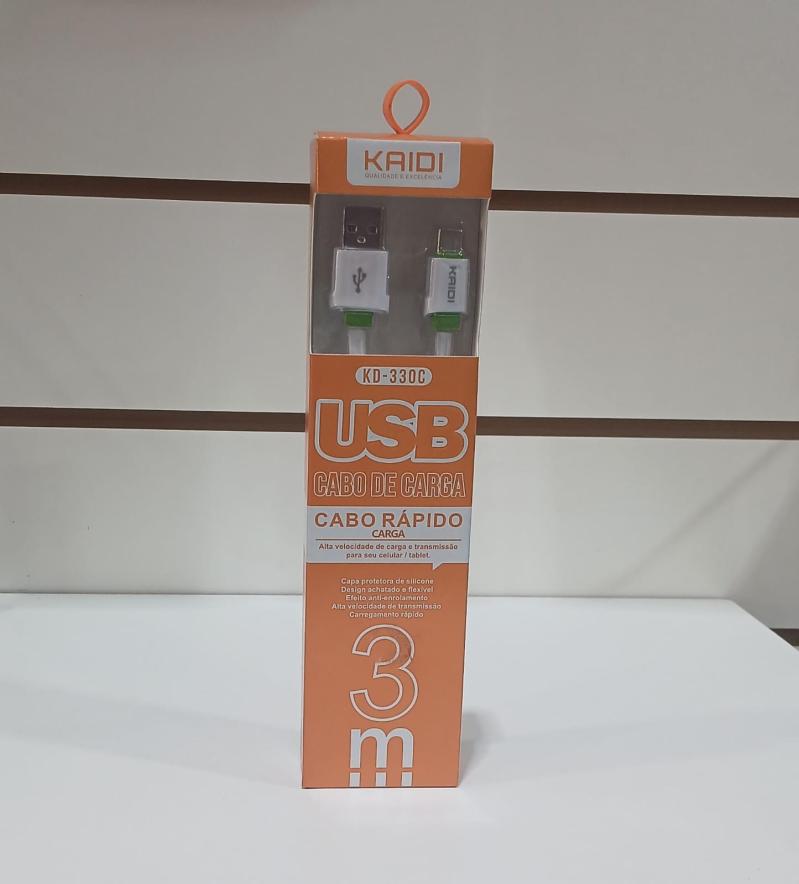 KAIDI
QUALIDADE E EXCELÊNCIA
KAIDI
KD-330C
USB
CABO DE CARGA
CABO RÁPIDO
CARGA
Alta velocidade de carga e transmissão
para seu celular / tablet.
Capa protetora de silicone
Design achatado e flexível
Efeito anti-enrolamento
Alta velocidade de transmissão
Carregamento rápido
3
m